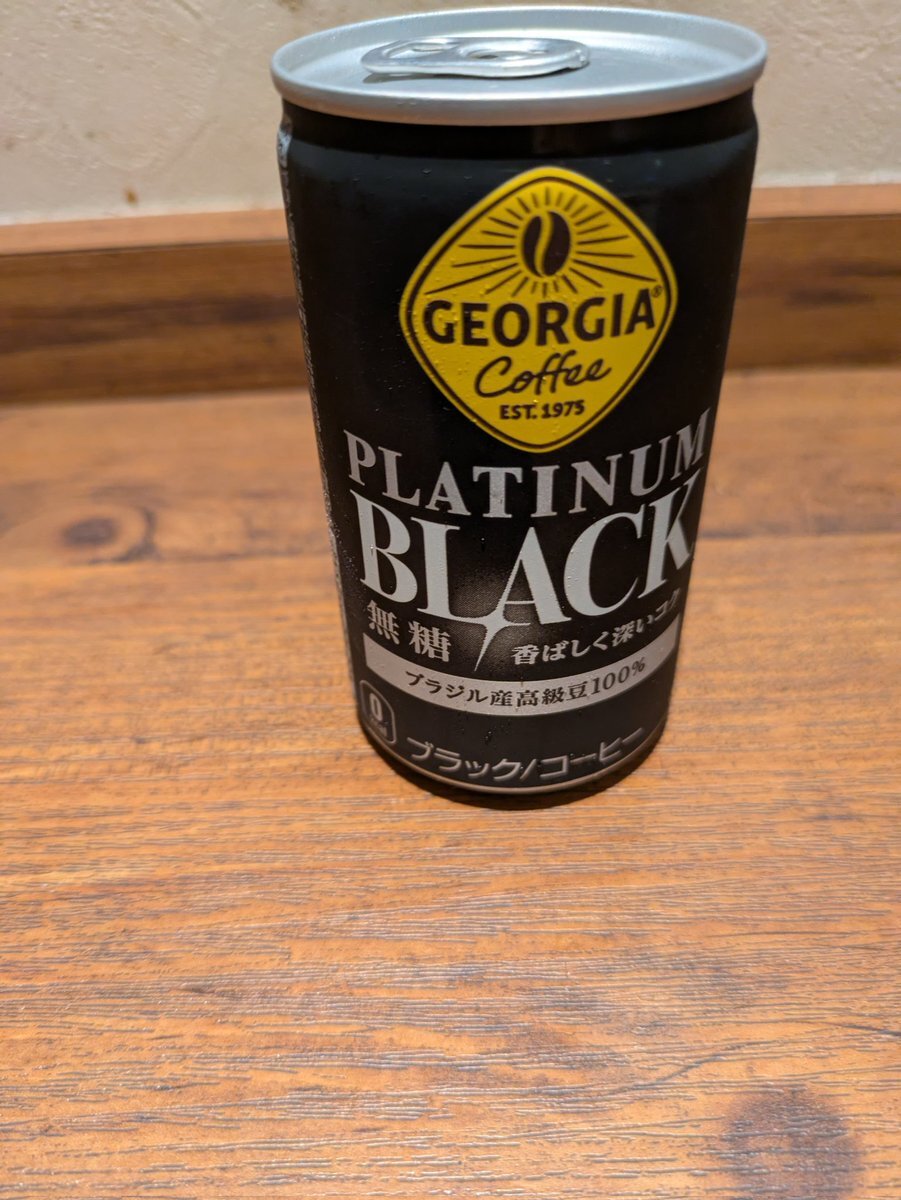 GEORGIA®
Coffee
EST. 1975
PLATINUM
BLACK
無糖
香ばしく深いコク
ブラジル産高級豆100%
0
ブラック/コーヒー